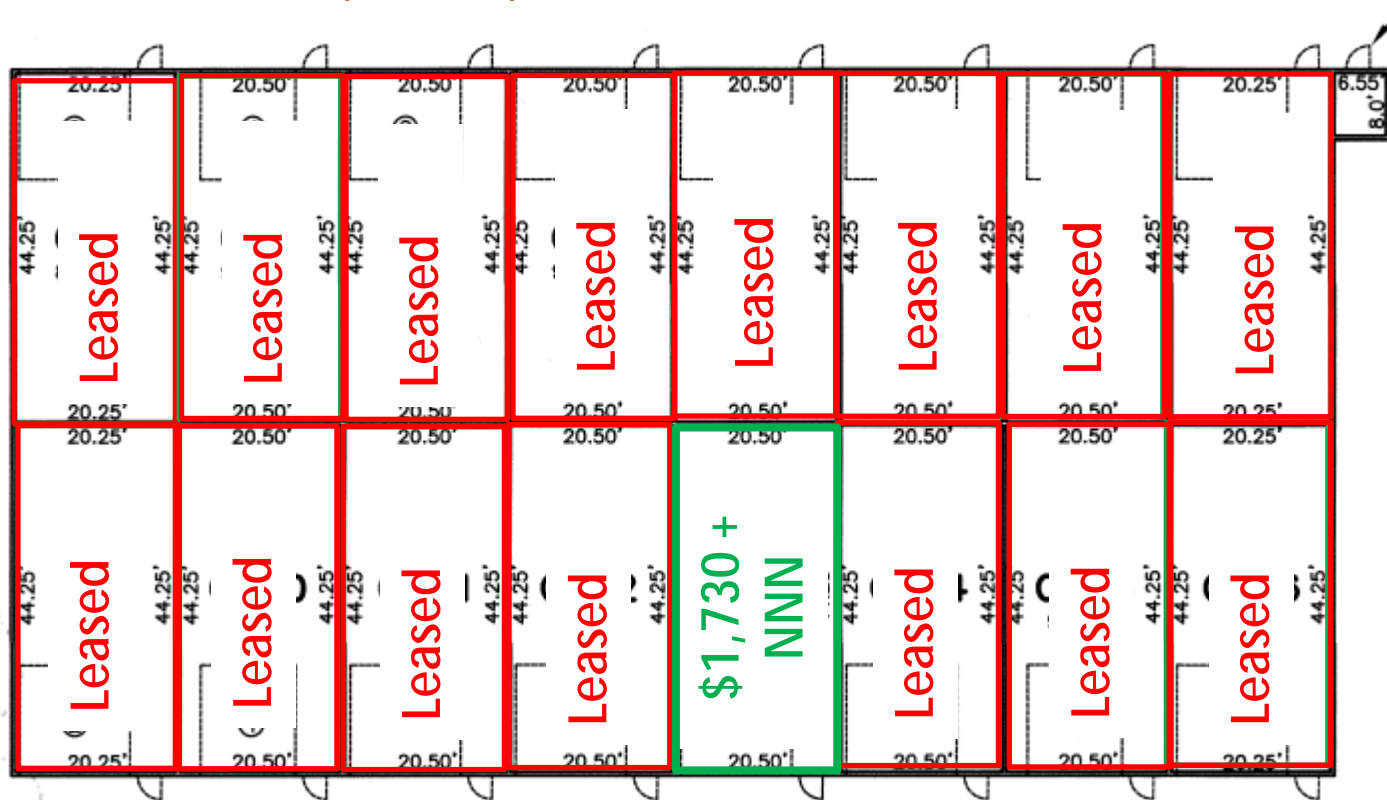 20.25' 20.50' 20.50' 20.50' 20.50' 20.50' 20.50' 20.25' 6.55'
8.0'
44.25' 44.25' 44.25' 44.25' 44.25' 44.25' 44.25' 44.25' 44.25' 44.25' 44.25' 44.25' 44.25' 44.25' 44.25'
Leased Leased Leased Leased Leased Leased Leased Leased
20.25' 20.50' 20.50' 20.50' 20.50' 20.50' 20.50' 20.25'
20.25' 20.50' 20.50' 20.50' 20.50' 20.50' 20.50' 20.25'
44.25' 44.25' 44.25' 44.25' 44.25' 44.25' 44.25' 44.25' 44.25' 44.25' 44.25' 44.25' 44.25'
Leased Leased Leased Leased
$1,730 +
NNN
Leased Leased Leased
20.25' 20.50' 20.50' 20.50' 20.50' 20.50' 20.50' 20.25'